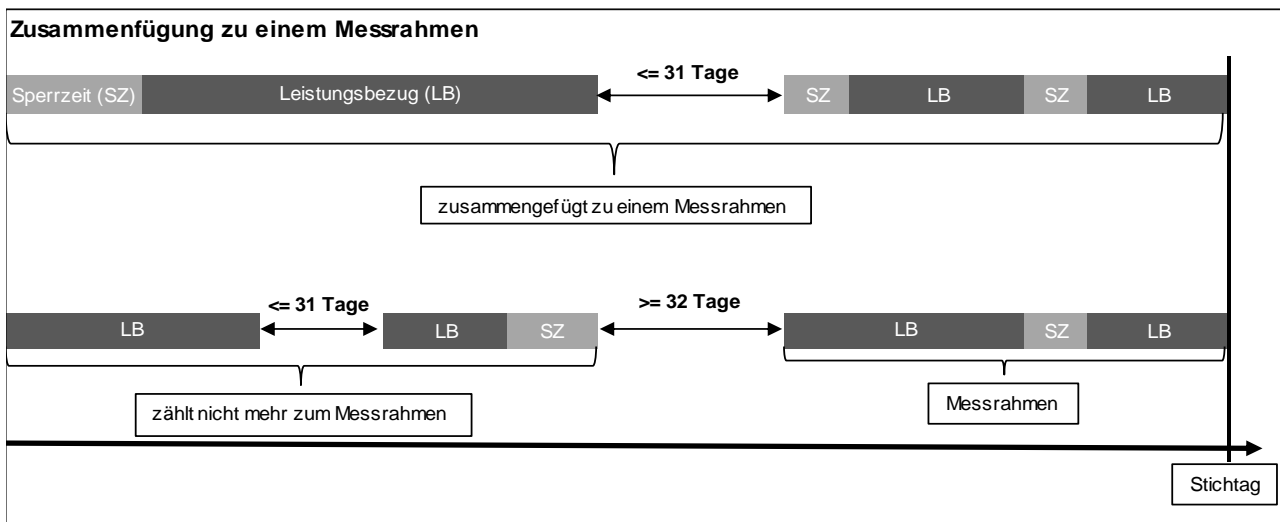 Zusammenfügung zu einem Messrahmen
<= 31 Tage
Sperrzeit (SZ) Leistungsbezug (LB) SZ LB SZ LB
zusammengefügt zu einem Messrahmen
<= 31 Tage >= 32 Tage
LB LB SZ LB SZ LB
zählt nicht mehr zum Messrahmen Messrahmen
Stichtag